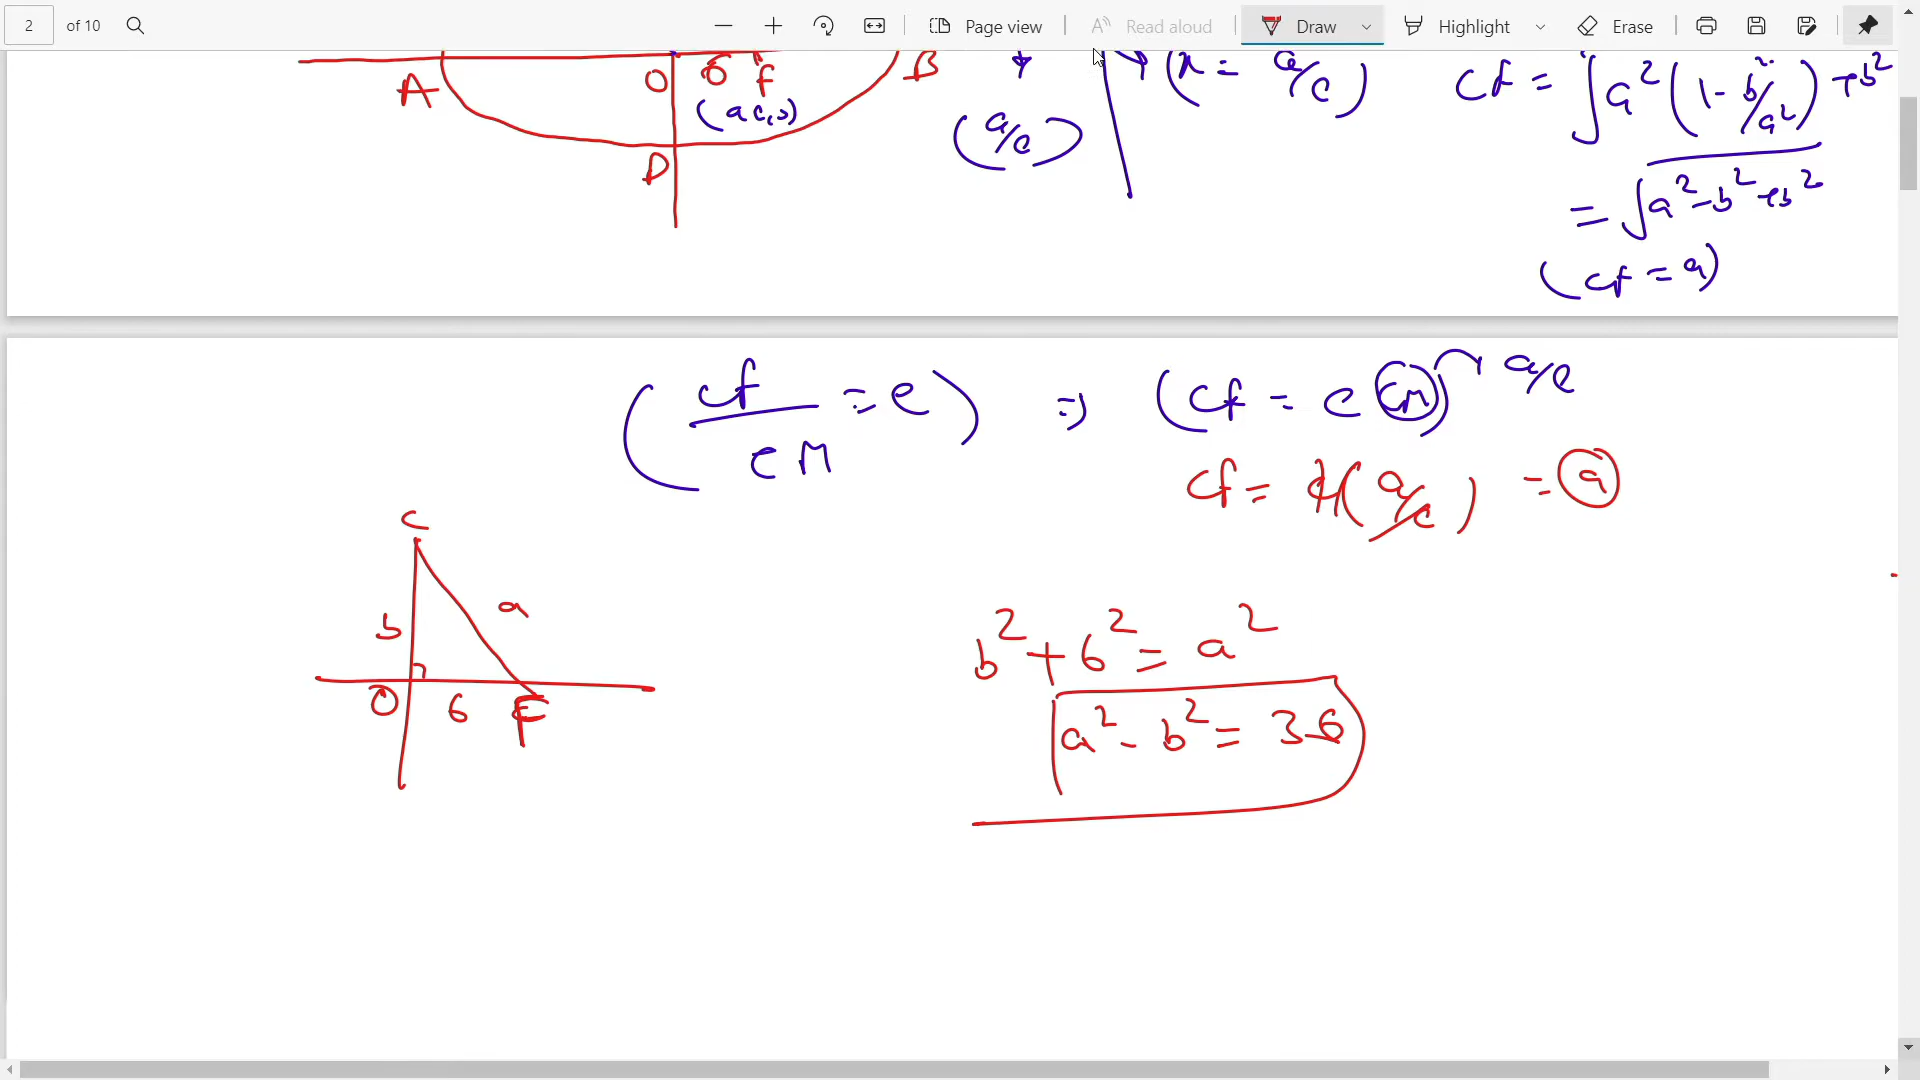 2 of 10 Page view Read aloud Draw Highlight Erase
A O 6 F B
(ae,0)
D
(a/e)
(x = a/e)
CF = √a²(1 - b²/a²) + b²
= √a² - b² + b²
(CF = a)
(CF/CM = e) ⇒ (CF = e CM) → a/e
CF = e(a/e) = a
C
b a
O 6 F
b² + 6² = a²
a² - b² = 36